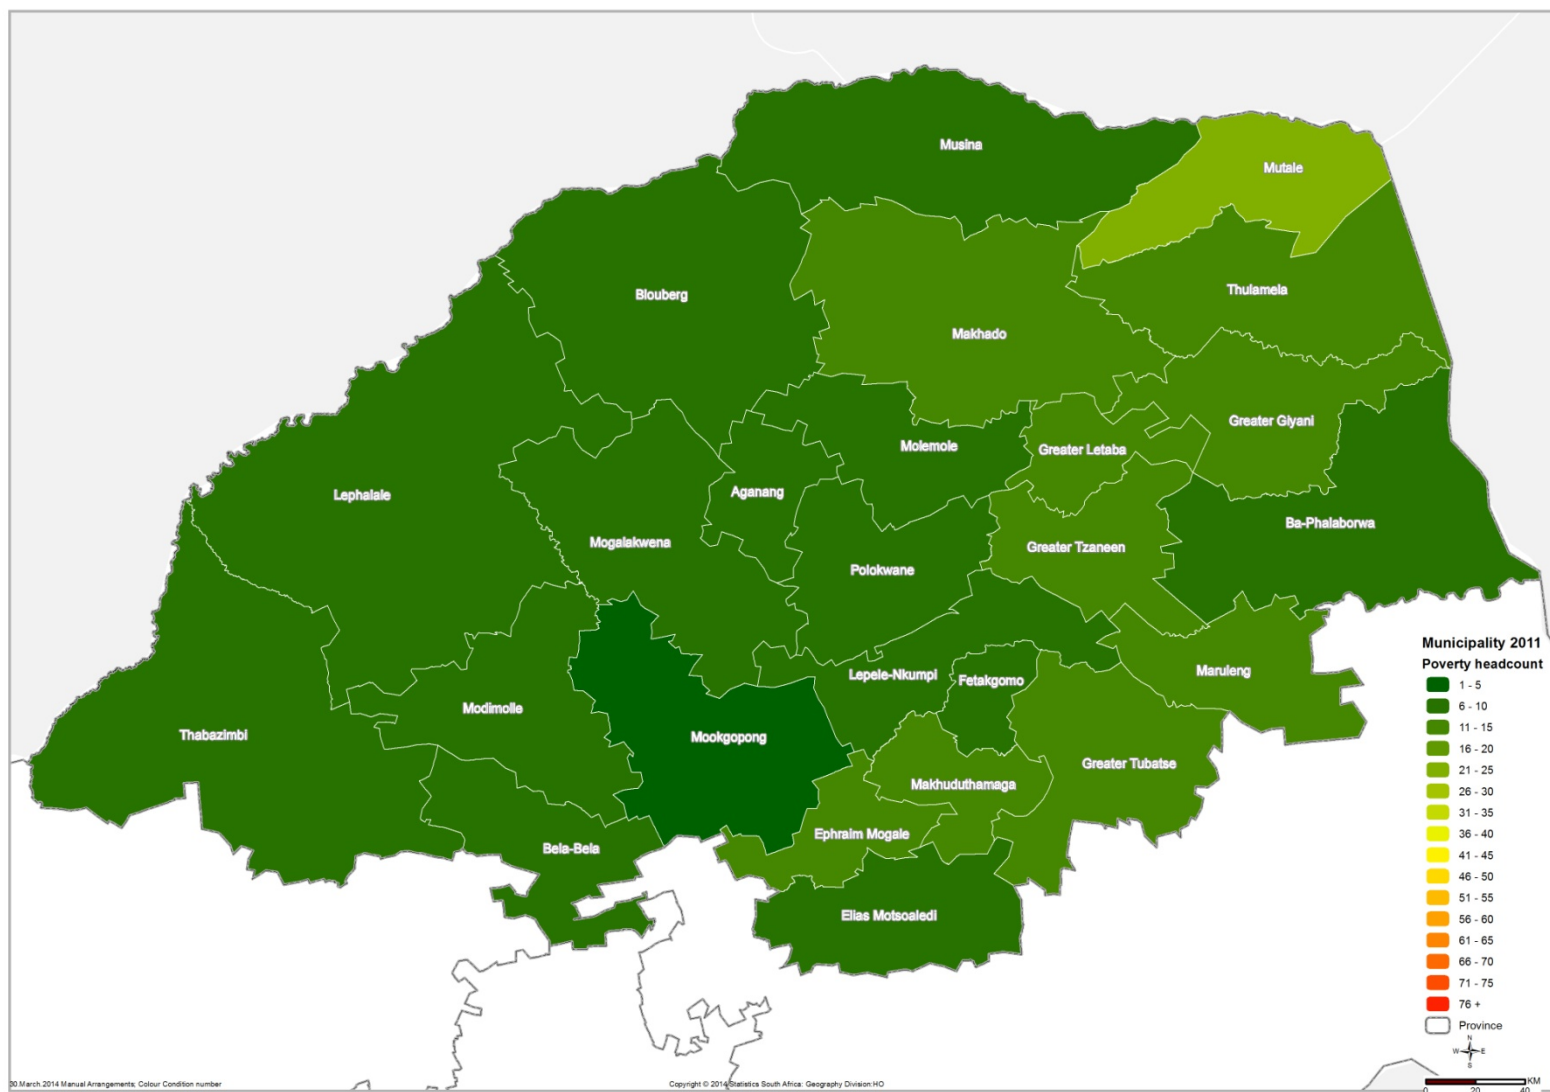 Musina
Mutale
Thulamela
Blouberg
Makhado
Greater Giyani
Molemole
Greater Letaba
Aganang
Lephalale
Ba-Phalaborwa
Mogalakwena
Greater Tzaneen
Polokwane
Maruleng
Lepele-Nkumpi
Fetakgomo
Modimolle
Thabazimbi
Mookgopong
Greater Tubatse
Makhuduthamaga
Ephraim Mogale
Bela-Bela
Elias Motsoaledi
Municipality 2011
Poverty headcount
1 - 5
6 - 10
11 - 15
16 - 20
21 - 25
26 - 30
31 - 35
36 - 40
41 - 45
46 - 50
51 - 55
56 - 60
61 - 65
66 - 70
71 - 75
76 +
Province
N
W E
S
KM
0 20 40
30.March.2014 Manual Arrangements; Colour Condition number
Copyright © 2014 Statistics South Africa: Geography Division:HO